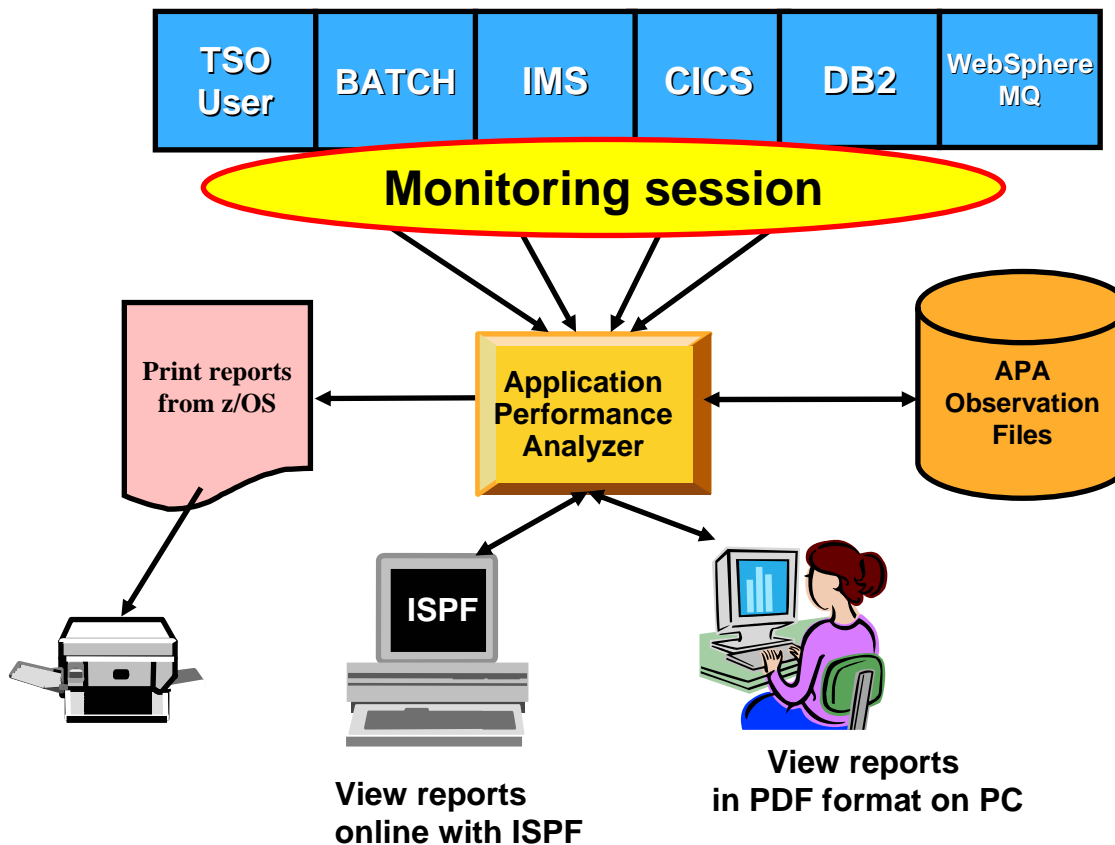 TSO
User
BATCH
IMS
CICS
DB2
WebSphere
MQ
Monitoring session
Print reports
from z/OS
Application
Performance
Analyzer
APA
Observation
Files
ISPF
View reports
online with ISPF
View reports
in PDF format on PC